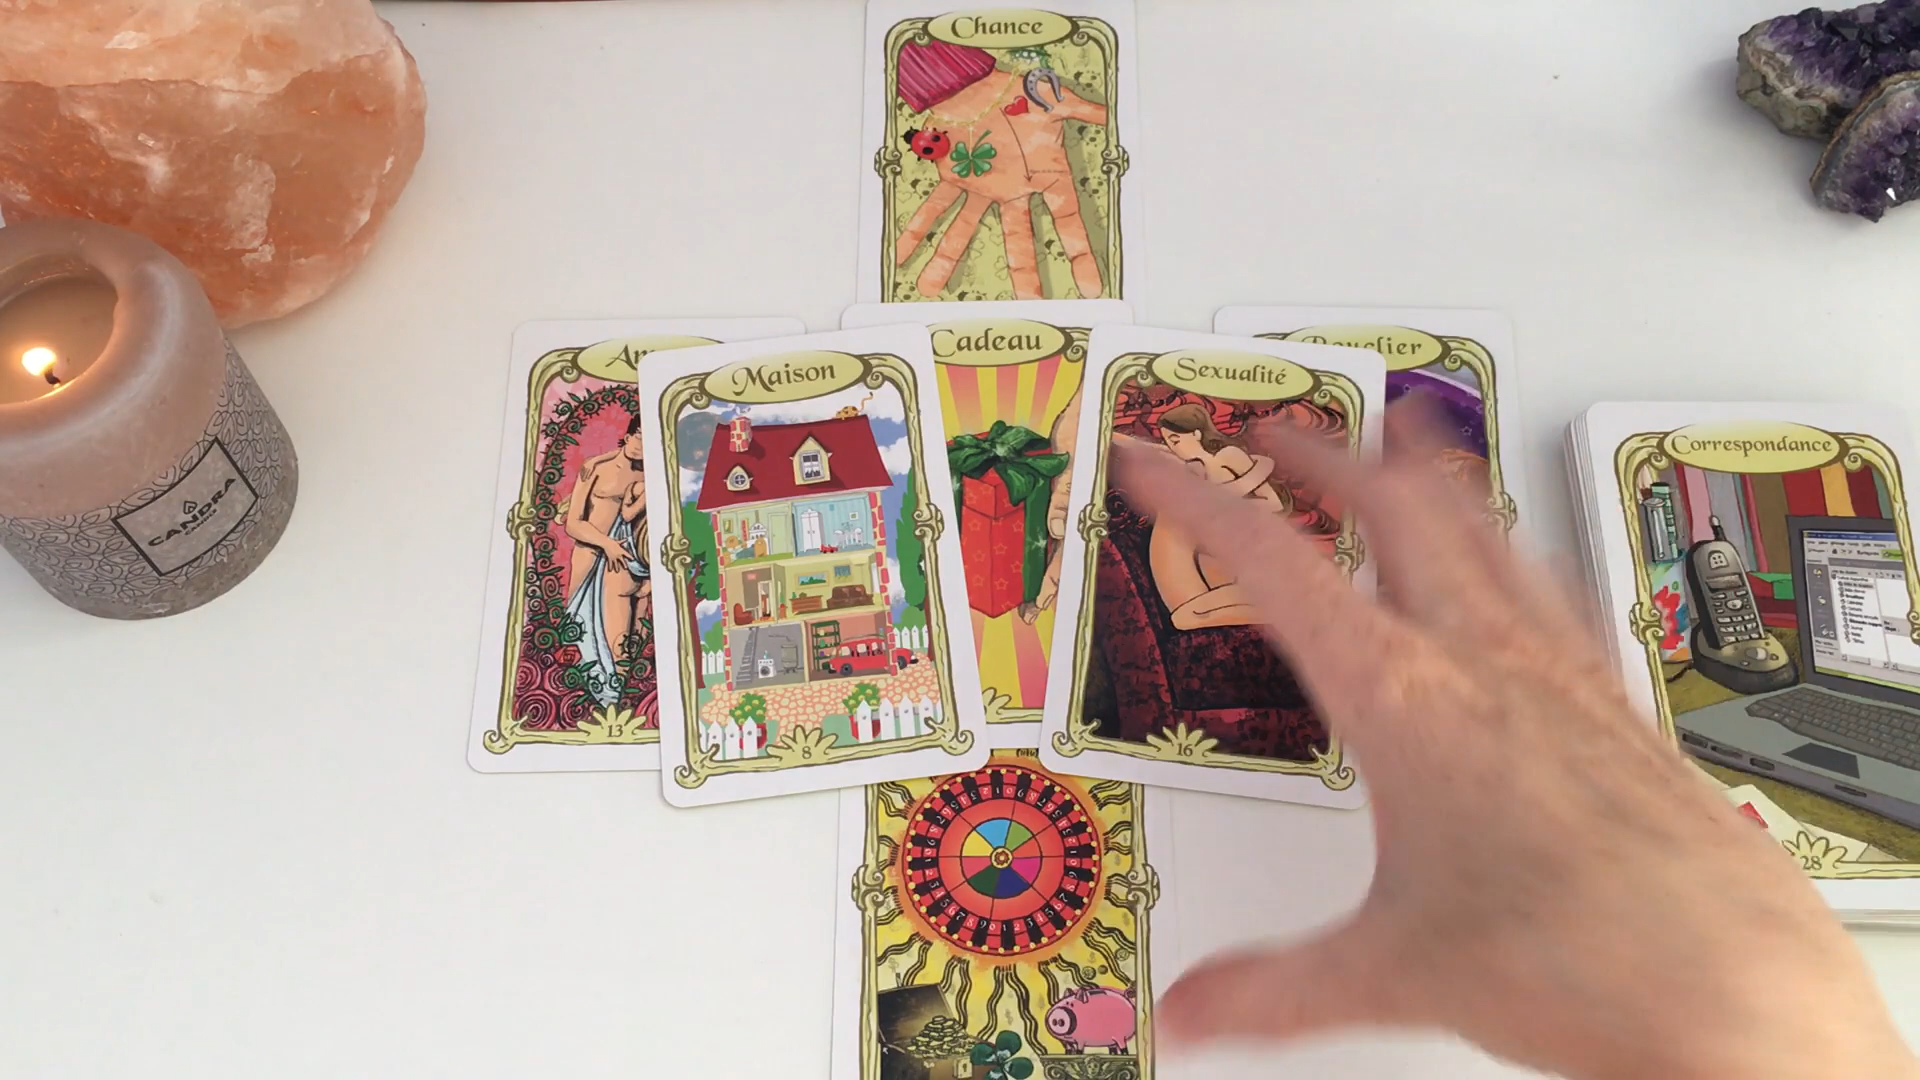 Chance
Cadeau
Maison
Sexualité
Correspondance
13
8
16
28
CANDRA